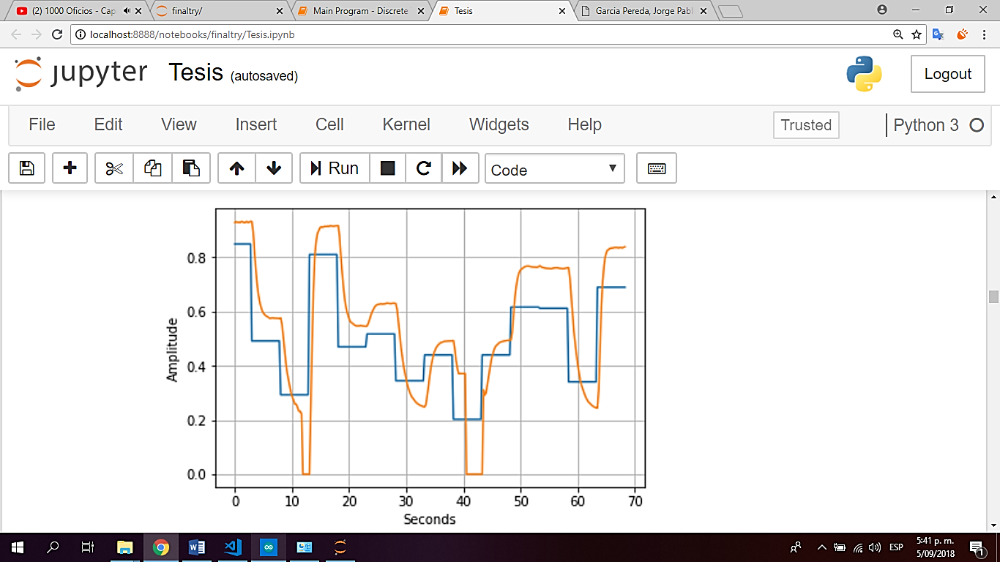 (2) 1000 Oficios - Cap
finaltry/
Main Program - Discrete
Tesis
Garcia Pereda, Jorge Pabl
localhost:8888/notebooks/finaltry/Tesis.ipynb
jupyter Tesis (autosaved)
Logout
File Edit View Insert Cell Kernel Widgets Help Trusted Python 3
Run Code
0.8
0.6
0.4
0.2
0.0
Amplitude
0 10 20 30 40 50 60 70
Seconds
ESP
5:41 p. m.
5/09/2018
1